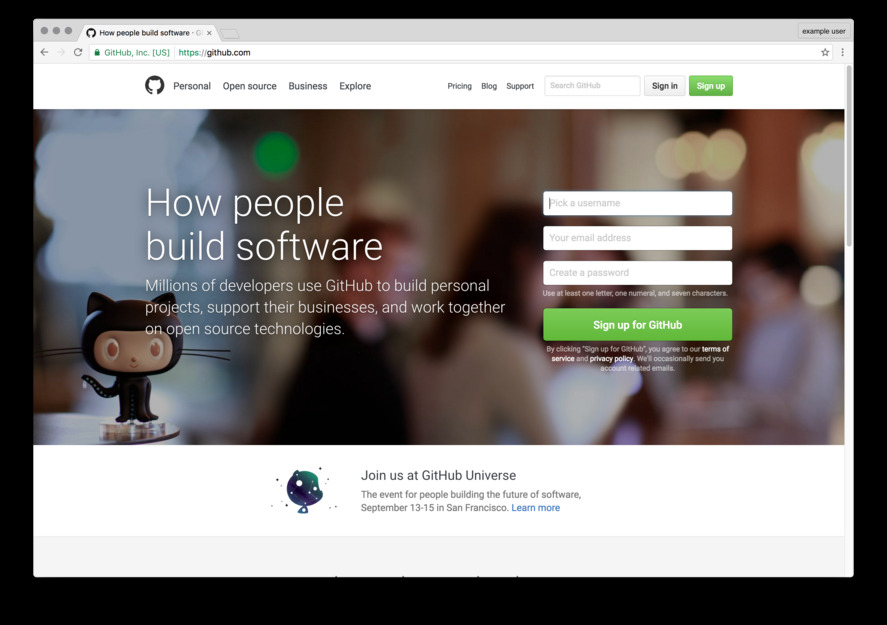 How people build software · G
example user
GitHub, Inc. [US]
https://github.com
Personal
Open source
Business
Explore
Pricing
Blog
Support
Search GitHub
Sign in
Sign up
How people
build software
Millions of developers use GitHub to build personal
projects, support their businesses, and work together
on open source technologies.
Pick a username
Your email address
Create a password
Use at least one letter, one numeral, and seven characters.
Sign up for GitHub
By clicking "Sign up for GitHub", you agree to our terms of
service and privacy policy. We'll occasionally send you
account related emails.
Join us at GitHub Universe
The event for people building the future of software,
September 13-15 in San Francisco. Learn more